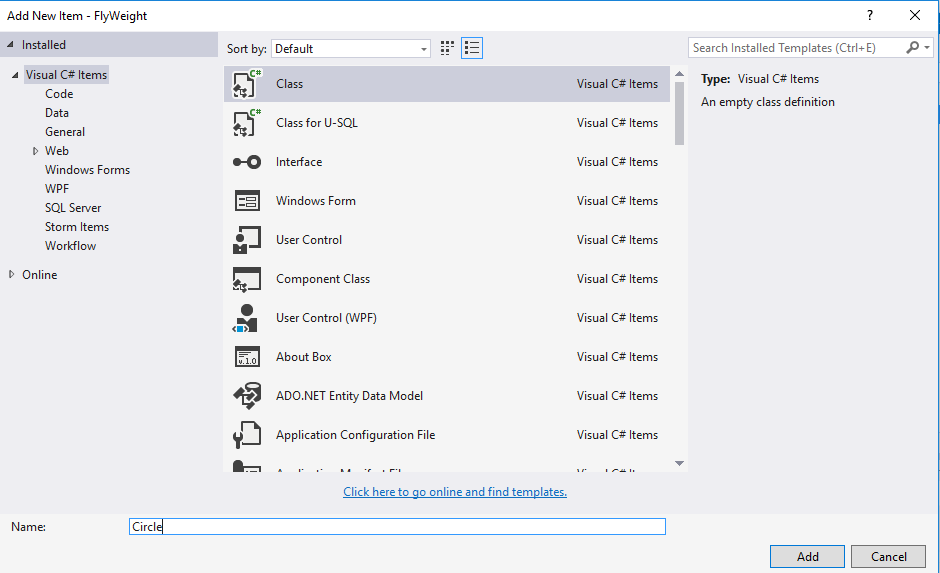 Add New Item - FlyWeight
?
Installed
Sort by: Default
Search Installed Templates (Ctrl+E)
Visual C# Items
Code
Data
General
Web
Windows Forms
WPF
SQL Server
Storm Items
Workflow
Online
C# Class Visual C# Items
C# Class for U-SQL Visual C# Items
Interface Visual C# Items
Windows Form Visual C# Items
User Control Visual C# Items
Component Class Visual C# Items
User Control (WPF) Visual C# Items
v.1.0 About Box Visual C# Items
ADO.NET Entity Data Model Visual C# Items
Application Configuration File Visual C# Items
Type: Visual C# Items
An empty class definition
Click here to go online and find templates.
Name: Circle
Add Cancel